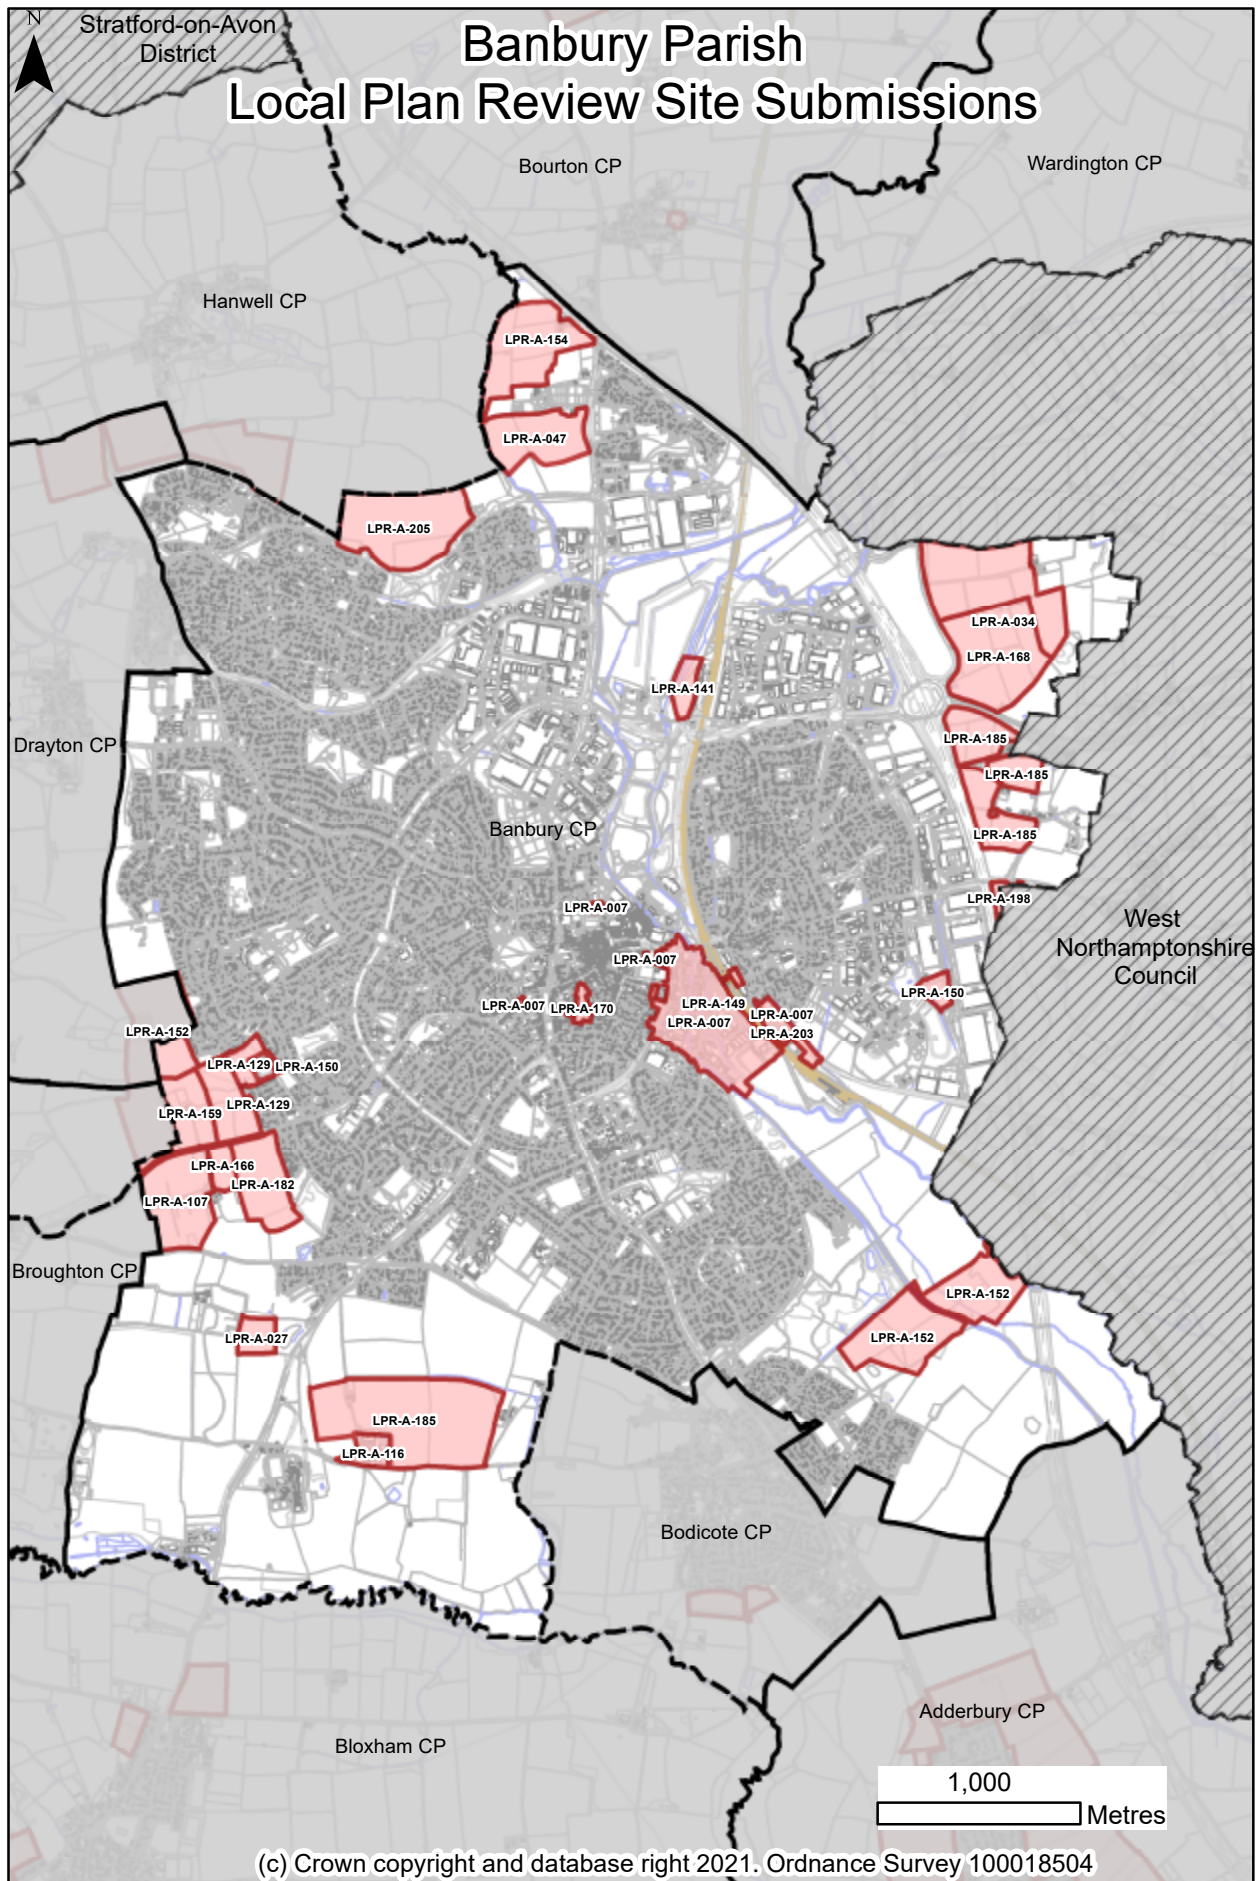 N
Stratford-on-Avon
District
Banbury Parish
Local Plan Review Site Submissions
Bourton CP
Wardington CP
Hanwell CP
LPR-A-154
LPR-A-047
LPR-A-205
LPR-A-034
LPR-A-168
LPR-A-141
Drayton CP
LPR-A-185
LPR-A-185
Banbury CP
LPR-A-185
LPR-A-198
LPR-A-007
West
Northamptonshire
Council
LPR-A-007
LPR-A-150
LPR-A-007
LPR-A-170
LPR-A-149
LPR-A-007
LPR-A-007
LPR-A-203
LPR-A-152
LPR-A-129
LPR-A-150
LPR-A-129
LPR-A-159
LPR-A-166
LPR-A-182
LPR-A-107
Broughton CP
LPR-A-152
LPR-A-027
LPR-A-152
LPR-A-185
LPR-A-116
Bodicote CP
Adderbury CP
Bloxham CP
1,000
Metres
(c) Crown copyright and database right 2021. Ordnance Survey 100018504